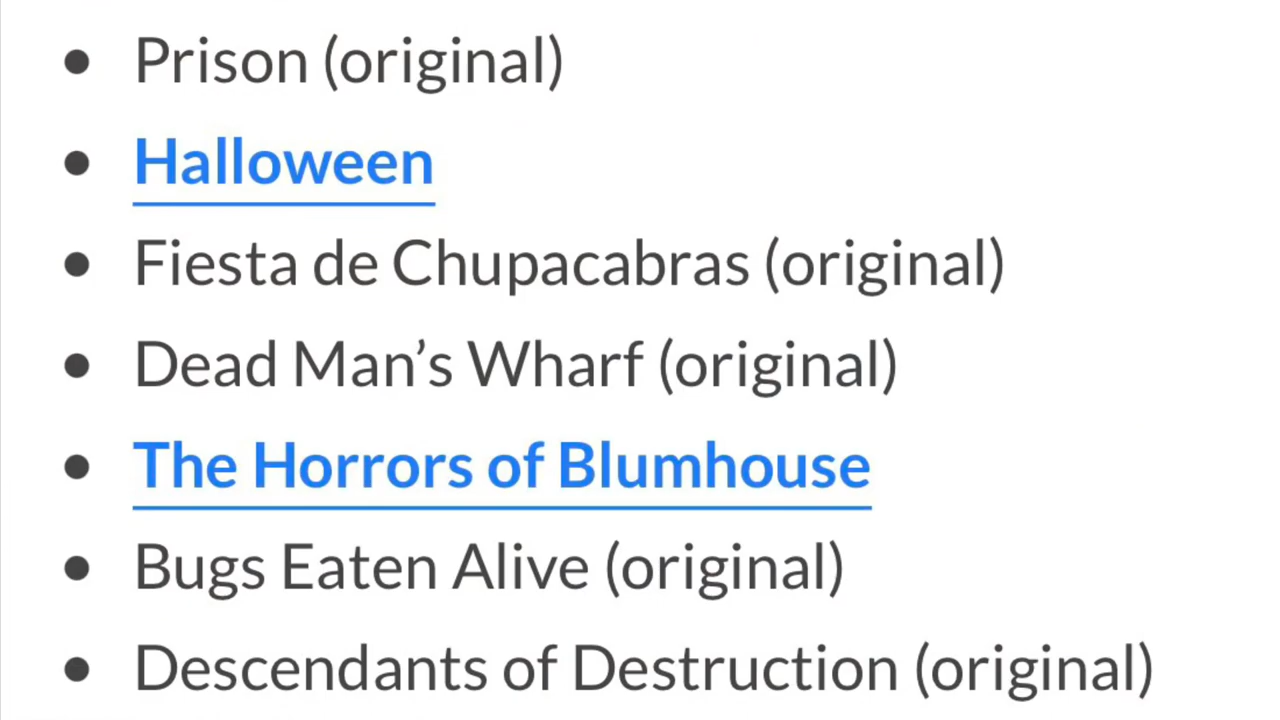 • Prison (original)
• Halloween
• Fiesta de Chupacabras (original)
• Dead Man’s Wharf (original)
• The Horrors of Blumhouse
• Bugs Eaten Alive (original)
• Descendants of Destruction (original)